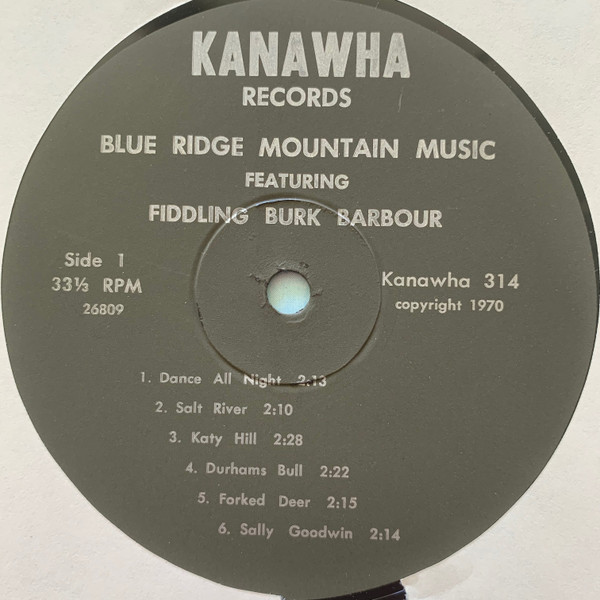 KANAWHA
RECORDS
BLUE RIDGE MOUNTAIN MUSIC
FEATURING
FIDDLING BURK BARBOUR
Side 1
33⅓ RPM
26809
Kanawha 314
copyright 1970
1. Dance All Night 2:13
2. Salt River 2:10
3. Katy Hill 2:28
4. Durhams Bull 2:22
5. Forked Deer 2:15
6. Sally Goodwin 2:14